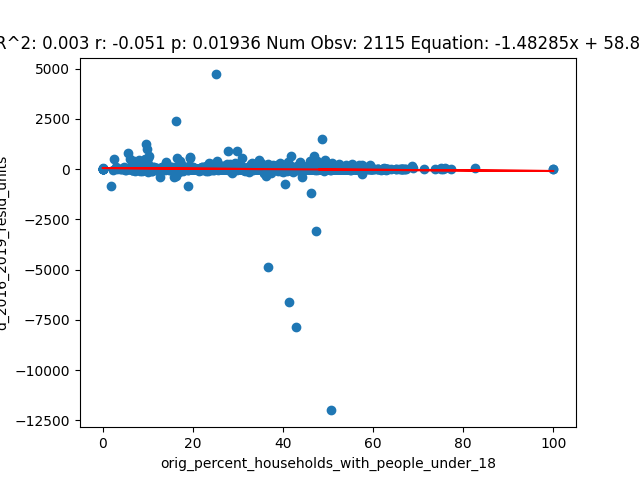 R^2: 0.003 r: -0.051 p: 0.01936 Num Obsv: 2115 Equation: -1.48285x + 58.8
5000
2500
0
−2500
−5000
−7500
−10000
−12500
d_2016_2019_resid_units
0 20 40 60 80 100
orig_percent_households_with_people_under_18